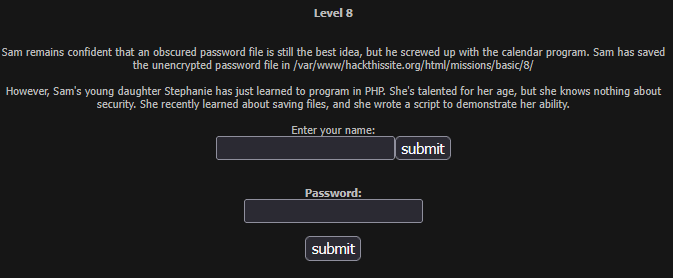 Level 8
Sam remains confident that an obscured password file is still the best idea, but he screwed up with the calendar program. Sam has saved
the unencrypted password file in /var/www/hackthissite.org/html/missions/basic/8/
However, Sam's young daughter Stephanie has just learned to program in PHP. She's talented for her age, but she knows nothing about
security. She recently learned about saving files, and she wrote a script to demonstrate her ability.
Enter your name:
submit
Password:
submit